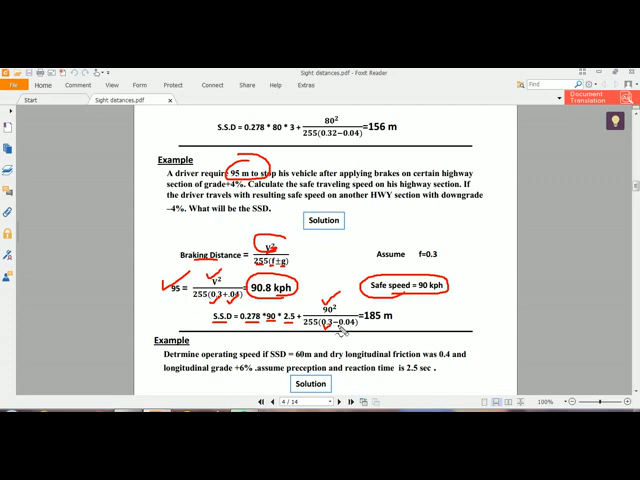 Sight distances.pdf - Foxit Reader
File Home Comment View Form Protect Connect Share Help Extras
Find
Document Translation
Start Sight distances.pdf
S.S.D = 0.278 * 80 * 3 + 80²/255(0.32−0.04) =156 m
Example
A driver require 95 m to stop his vehicle after applying brakes on certain highway
section of grade+4%. Calculate the safe traveling speed on his highway section. If
the driver travels with resulting safe speed on another HWY section with downgrade
–4%. What will be the SSD.
Solution
Braking Distance = V²/255(f±g) Assume f=0.3
95 = V²/255(0.3+.04) = 90.8 kph Safe speed = 90 kph
S.S.D = 0.278 *90 * 2.5 + 90²/255(0.3−0.04) =185 m
Example
Detrmine operating speed if SSD = 60m and dry longitudinal friction was 0.4 and
longitudinal grade +6% .assume preception and reaction time is 2.5 sec .
Solution
4 / 14
100%